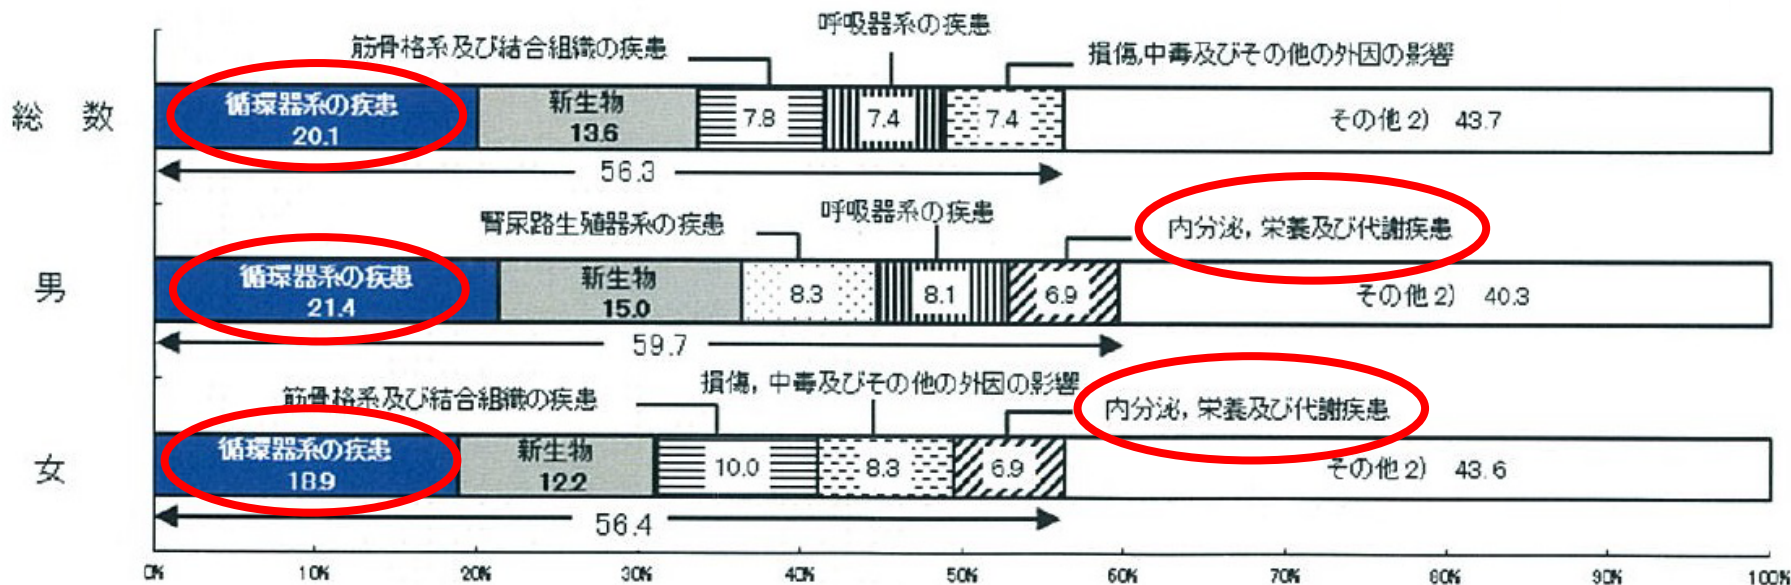 呼吸器系の疾患
筋骨格系及び結合組織の疾患
損傷,中毒及びその他の外因の影響
総 数
循環器系の疾患
20.1
新生物
13.6
7.8
7.4
7.4
その他2) 43.7
56.3
腎尿路生殖器系の疾患
呼吸器系の疾患
内分泌,栄養及び代謝疾患
男
循環器系の疾患
21.4
新生物
15.0
8.3
8.1
6.9
その他2) 40.3
59.7
筋骨格系及び結合組織の疾患
損傷,中毒及びその他の外因の影響
内分泌,栄養及び代謝疾患
女
循環器系の疾患
18.9
新生物
12.2
10.0
8.3
6.9
その他2) 43.6
56.4
0% 10% 20% 30% 40% 50% 60% 70% 80% 90% 100%